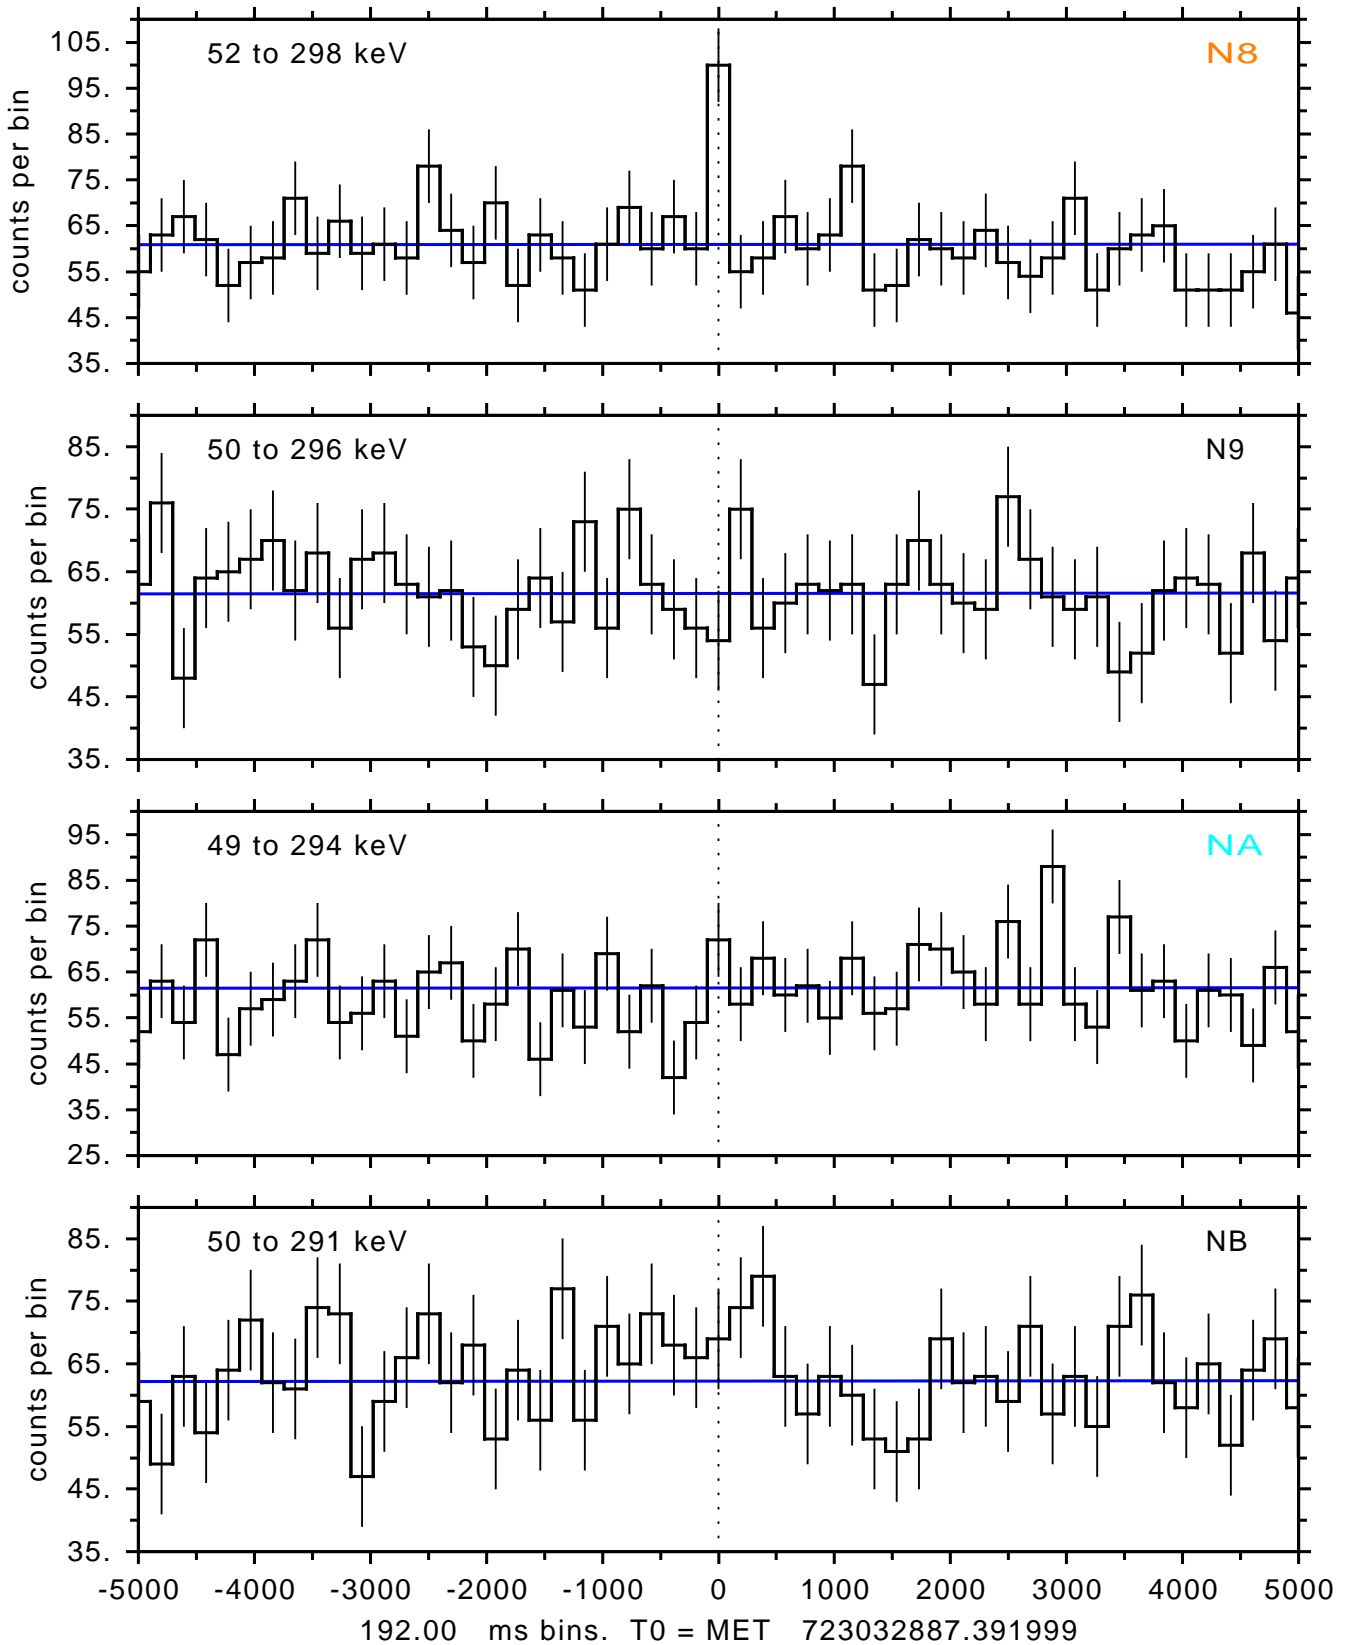 105.
95.
85.
75.
65.
55.
45.
35.
counts per bin
52 to 298 keV
N8
85.
75.
65.
55.
45.
35.
counts per bin
50 to 296 keV
N9
95.
85.
75.
65.
55.
45.
35.
25.
counts per bin
49 to 294 keV
NA
85.
75.
65.
55.
45.
35.
counts per bin
50 to 291 keV
NB
-5000 -4000 -3000 -2000 -1000 0 1000 2000 3000 4000 5000
192.00 ms bins. T0 = MET 723032887.391999